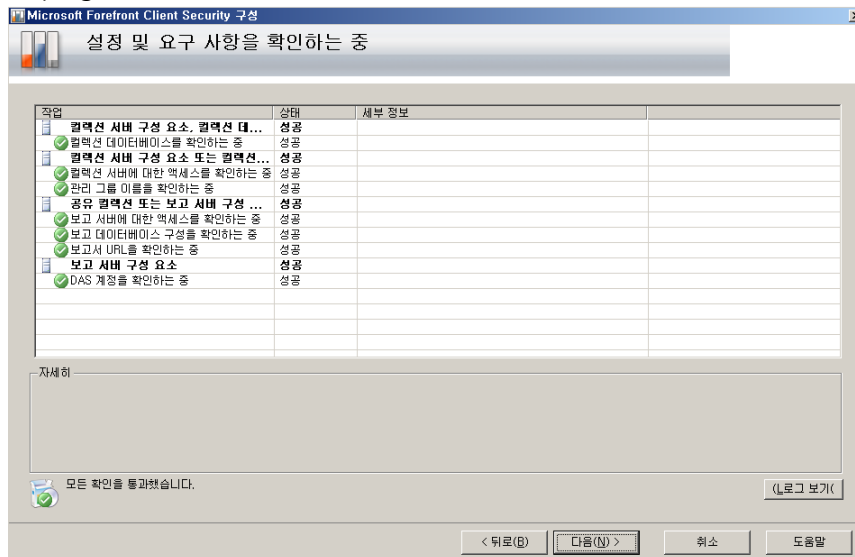 Microsoft Forefront Client Security 구성
설정 및 요구 사항을 확인하는 중
작업 상태 세부 정보
컬렉션 서버 구성 요소, 컬렉션 데... 성공
컬렉션 데이터베이스를 확인하는 중 성공
컬렉션 서버 구성 요소 또는 컬렉션... 성공
컬렉션 서버에 대한 액세스를 확인하는 중 성공
관리 그룹 이름을 확인하는 중 성공
공유 컬렉션 또는 보고 서버 구성 ... 성공
보고 서버에 대한 액세스를 확인하는 중 성공
보고 데이터베이스 구성을 확인하는 중 성공
보고서 URL을 확인하는 중 성공
보고 서버 구성 요소 성공
DAS 계정을 확인하는 중 성공
자세히
모든 확인을 통과했습니다.
(L로그 보기(
< 뒤로(B) 다음(N) > 취소 도움말